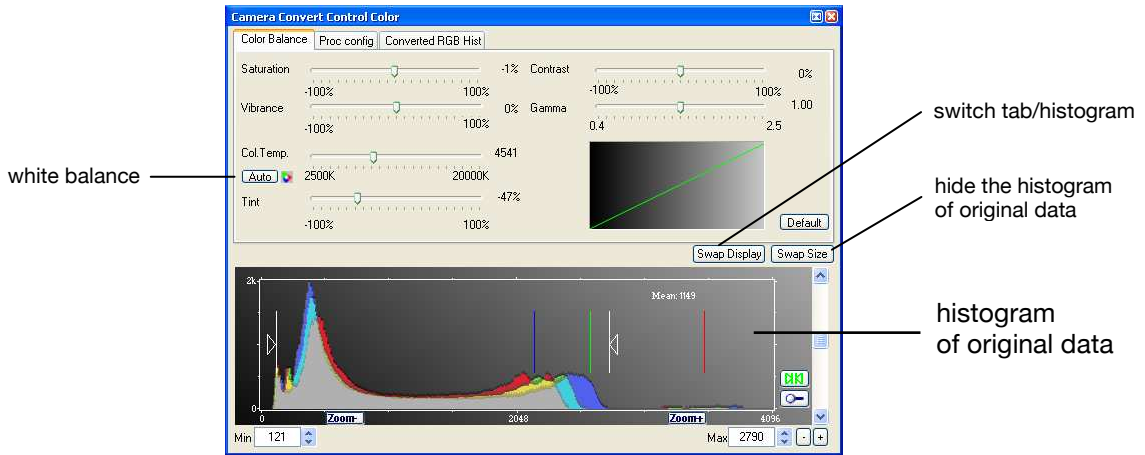 Camera Convert Control Color
Color Balance Proc config Converted RGB Hist
Saturation -1% Contrast 0%
-100% 100% -100% 100%
Vibrance 0% Gamma 1.00
-100% 100% 0.4 2.5
switch tab/histogram
Col.Temp. 4541
white balance
Auto 2500K 20000K
hide the histogram
of original data
Tint -47%
-100% 100%
Default
Swap Display Swap Size
2k
Mean: 1149
histogram
of original data
0
0 Zoom- 2048 Zoom+ 4096
Min 121 Max 2790 - +